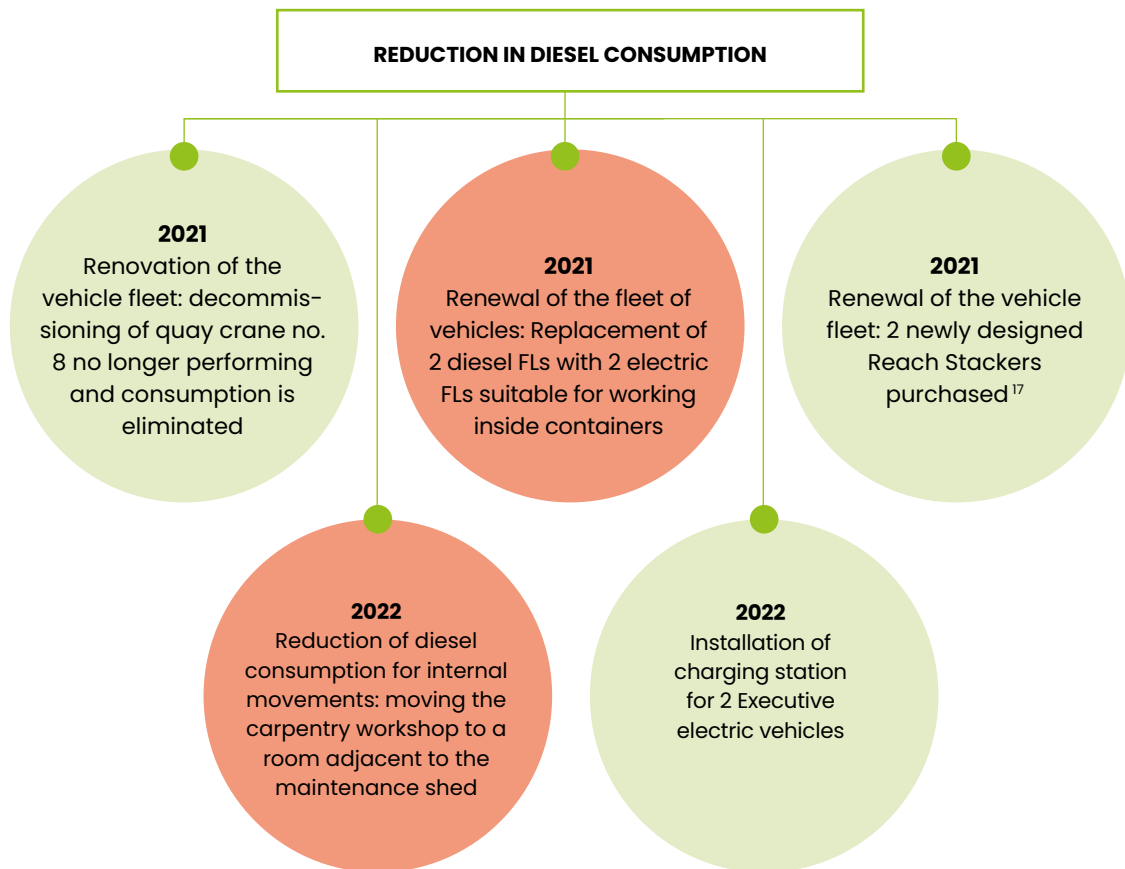 REDUCTION IN DIESEL CONSUMPTION
2021
Renovation of the
vehicle fleet: decommis-
sioning of quay crane no.
8 no longer performing
and consumption is
eliminated
2021
Renewal of the fleet of
vehicles: Replacement of
2 diesel FLs with 2 electric
FLs suitable for working
inside containers
2021
Renewal of the vehicle
fleet: 2 newly designed
Reach Stackers
purchased 17
2022
Reduction of diesel
consumption for internal
movements: moving the
carpentry workshop to a
room adjacent to the
maintenance shed
2022
Installation of
charging station
for 2 Executive
electric vehicles